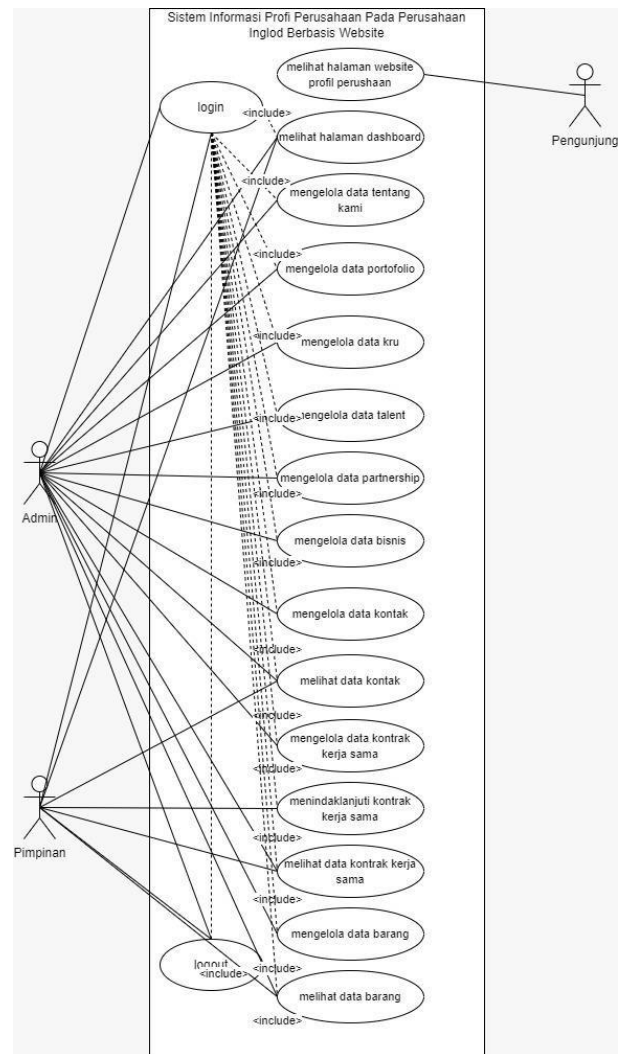 Sistem Informasi Profi Perusahaan Pada Perusahaan
Inglod Berbasis Website
melihat halaman website
profil perushaan
Pengunjung
login
<include>
melihat halaman dashboard
<include>
mengelola data tentang
kami
<include>
mengelola data portofolio
<include>
mengelola data kru
<include>
mengelola data talent
Admin
mengelola data partnership
<include>
mengelola data bisnis
<include>
mengelola data kontak
<include>
melihat data kontak
<include>
mengelola data kontrak
kerja sama
<include>
menindaklanjuti kontrak
kerja sama
Pimpinan
<include>
melihat data kontrak kerja
sama
<include>
mengelola data barang
logout
<include>
<include>
melihat data barang
<include>